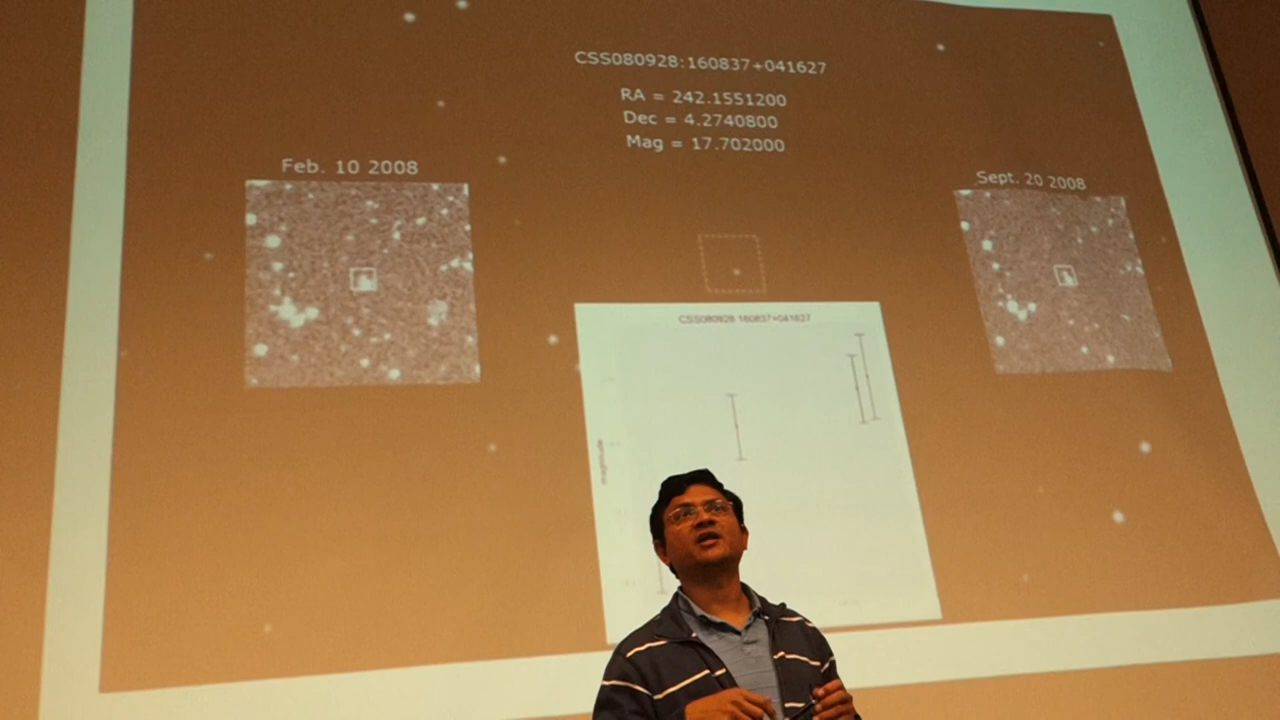 CSS080928:160837+041627
RA = 242.1551200
Dec = 4.2740800
Mag = 17.702000
Feb. 10 2008
Sept. 20 2008
CSS080928:160837+041627
magnitude